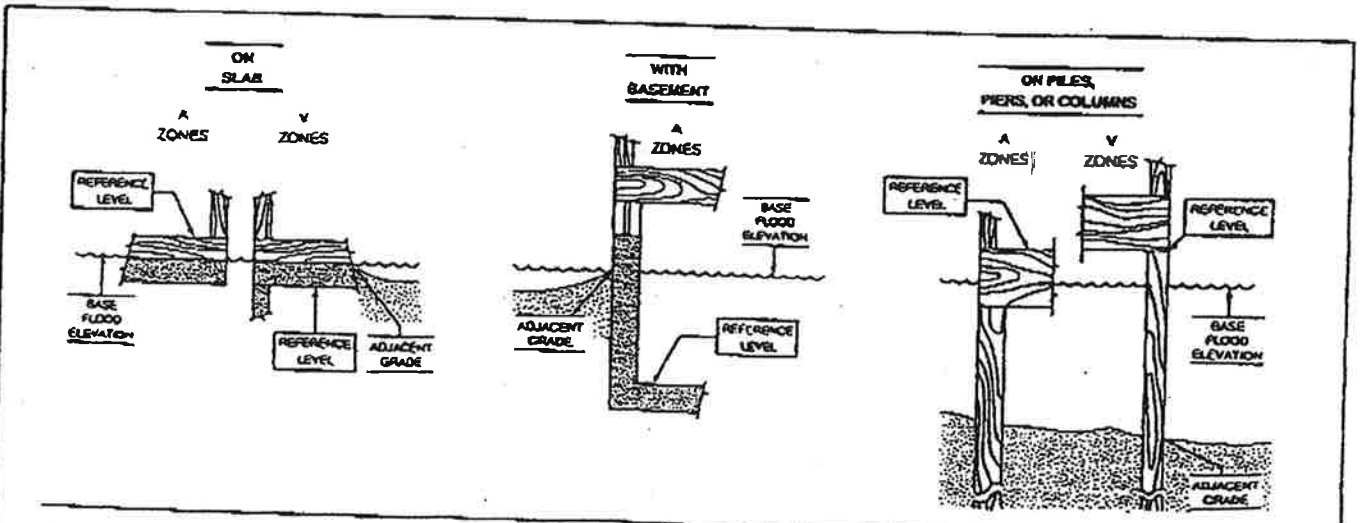 ON
SLAB
A
ZONES
V
ZONES
REFERENCE
LEVEL
BASE
FLOOD
ELEVATION
REFERENCE
LEVEL
ADJACENT
GRADE
WITH
BASEMENT
A
ZONES
BASE
FLOOD
ELEVATION
ADJACENT
GRADE
REFERENCE
LEVEL
ON PILES,
PIERS, OR COLUMNS
A
ZONES
V
ZONES
REFERENCE
LEVEL
REFERENCE
LEVEL
BASE
FLOOD
ELEVATION
ADJACENT
GRADE